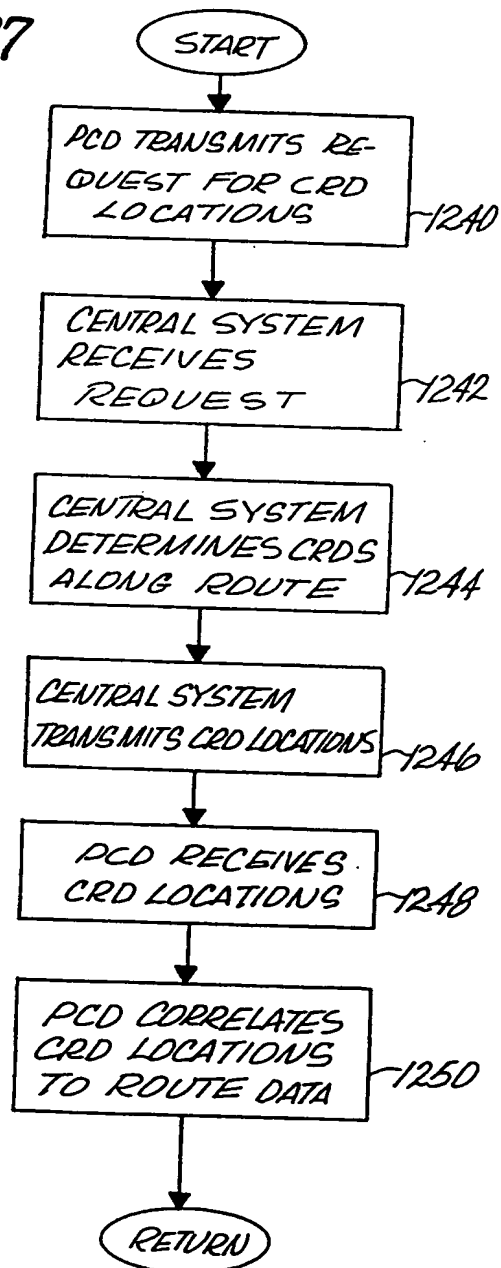 37
START
PCD TRANSMITS RE-
QUEST FOR CRD
LOCATIONS
1240
CENTRAL SYSTEM
RECEIVES
REQUEST
1242
CENTRAL SYSTEM
DETERMINES CRDS
ALONG ROUTE
1244
CENTRAL SYSTEM
TRANSMITS CRD LOCATIONS
1246
PCD RECEIVES
CRD LOCATIONS
1248
PCD CORRELATES
CRD LOCATIONS
TO ROUTE DATA
1250
RETURN